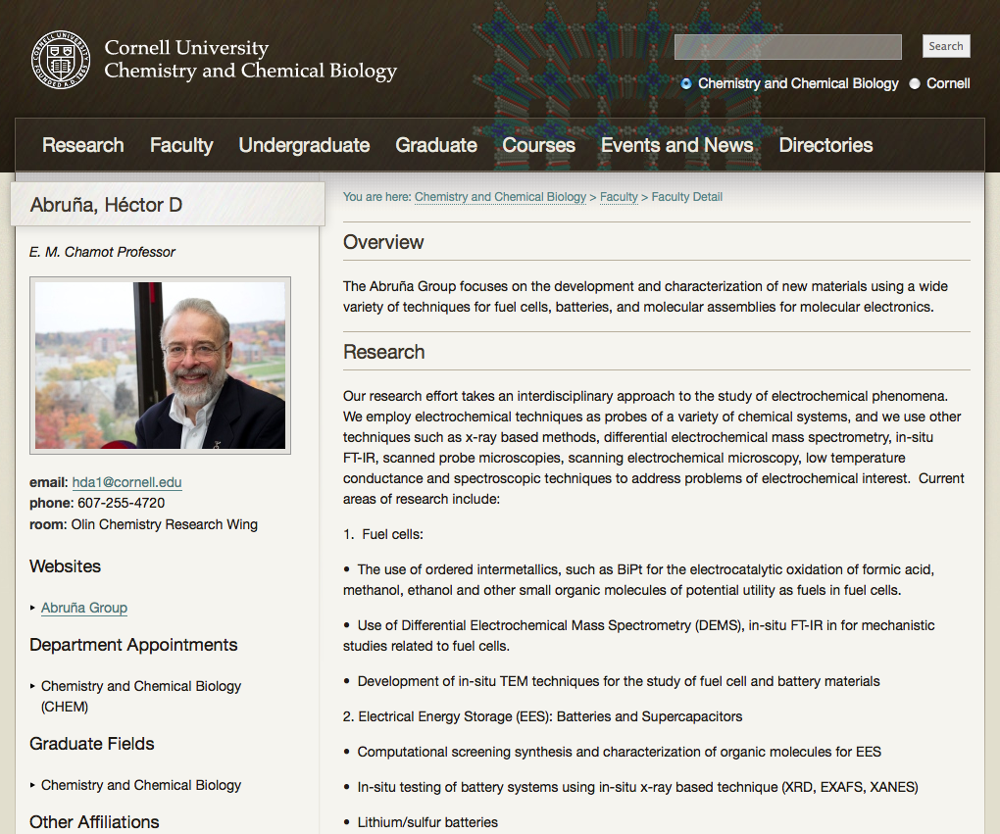 Cornell University
Chemistry and Chemical Biology
Search
Chemistry and Chemical Biology Cornell
Research Faculty Undergraduate Graduate Courses Events and News Directories
Abruña, Héctor D
E. M. Chamot Professor
email: hda1@cornell.edu
phone: 607-255-4720
room: Olin Chemistry Research Wing
Websites
Abruña Group
Department Appointments
Chemistry and Chemical Biology
(CHEM)
Graduate Fields
Chemistry and Chemical Biology
Other Affiliations
You are here: Chemistry and Chemical Biology > Faculty > Faculty Detail
Overview
The Abruña Group focuses on the development and characterization of new materials using a wide
variety of techniques for fuel cells, batteries, and molecular assemblies for molecular electronics.
Research
Our research effort takes an interdisciplinary approach to the study of electrochemical phenomena.
We employ electrochemical techniques as probes of a variety of chemical systems, and we use other
techniques such as x-ray based methods, differential electrochemical mass spectrometry, in-situ
FT-IR, scanned probe microscopies, scanning electrochemical microscopy, low temperature
conductance and spectroscopic techniques to address problems of electrochemical interest.  Current
areas of research include:
1.  Fuel cells:
•  The use of ordered intermetallics, such as BiPt for the electrocatalytic oxidation of formic acid,
methanol, ethanol and other small organic molecules of potential utility as fuels in fuel cells.
•  Use of Differential Electrochemical Mass Spectrometry (DEMS), in-situ FT-IR in for mechanistic
studies related to fuel cells.
•  Development of in-situ TEM techniques for the study of fuel cell and battery materials
2. Electrical Energy Storage (EES): Batteries and Supercapacitors
•  Computational screening synthesis and characterization of organic molecules for EES
•  In-situ testing of battery systems using in-situ x-ray based technique (XRD, EXAFS, XANES)
•  Lithium/sulfur batteries